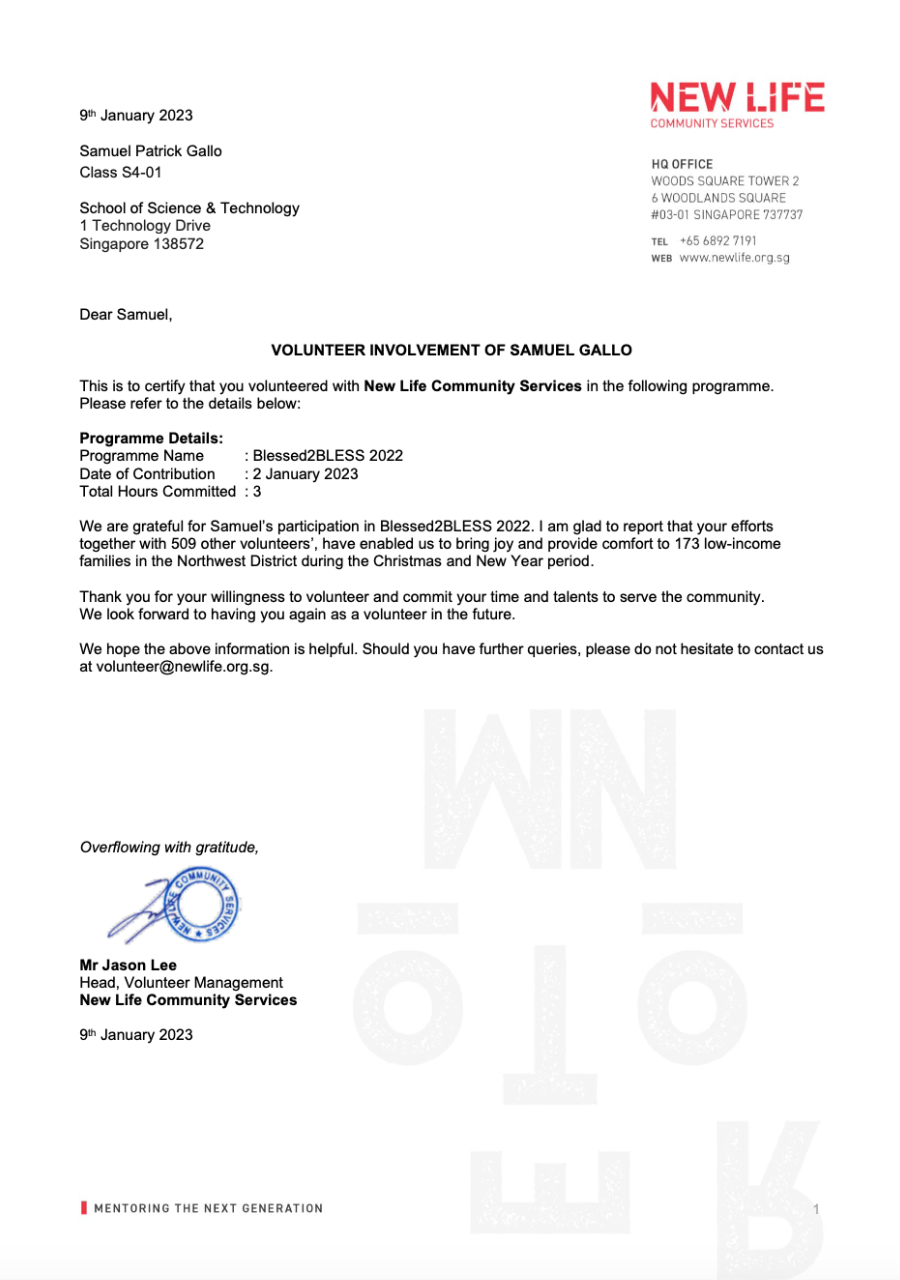 NEW LIFE
COMMUNITY SERVICES
9th January 2023
Samuel Patrick Gallo
Class S4-01
School of Science & Technology
1 Technology Drive
Singapore 138572
HQ OFFICE
WOODS SQUARE TOWER 2
6 WOODLANDS SQUARE
#03-01 SINGAPORE 737737
TEL +65 6892 7191
WEB www.newlife.org.sg
Dear Samuel,
VOLUNTEER INVOLVEMENT OF SAMUEL GALLO
This is to certify that you volunteered with New Life Community Services in the following programme.
Please refer to the details below:
Programme Details:
Programme Name : Blessed2BLESS 2022
Date of Contribution : 2 January 2023
Total Hours Committed : 3
We are grateful for Samuel's participation in Blessed2BLESS 2022. I am glad to report that your efforts
together with 509 other volunteers', have enabled us to bring joy and provide comfort to 173 low-income
families in the Northwest District during the Christmas and New Year period.
Thank you for your willingness to volunteer and commit your time and talents to serve the community.
We look forward to having you again as a volunteer in the future.
We hope the above information is helpful. Should you have further queries, please do not hesitate to contact us
at volunteer@newlife.org.sg.
Overflowing with gratitude,
NEW LIFE COMMUNITY SERVICES ★
Mr Jason Lee
Head, Volunteer Management
New Life Community Services
9th January 2023
MENTORING THE NEXT GENERATION
1